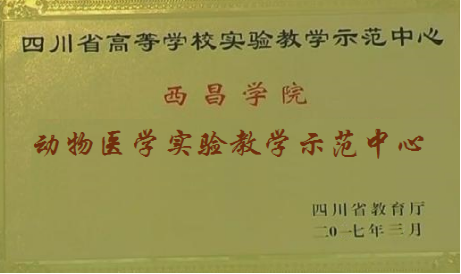 四川省高等学校实验教学示范中心
西昌学院
动物医学实验教学示范中心
四川省教育厅
二〇一七年三月